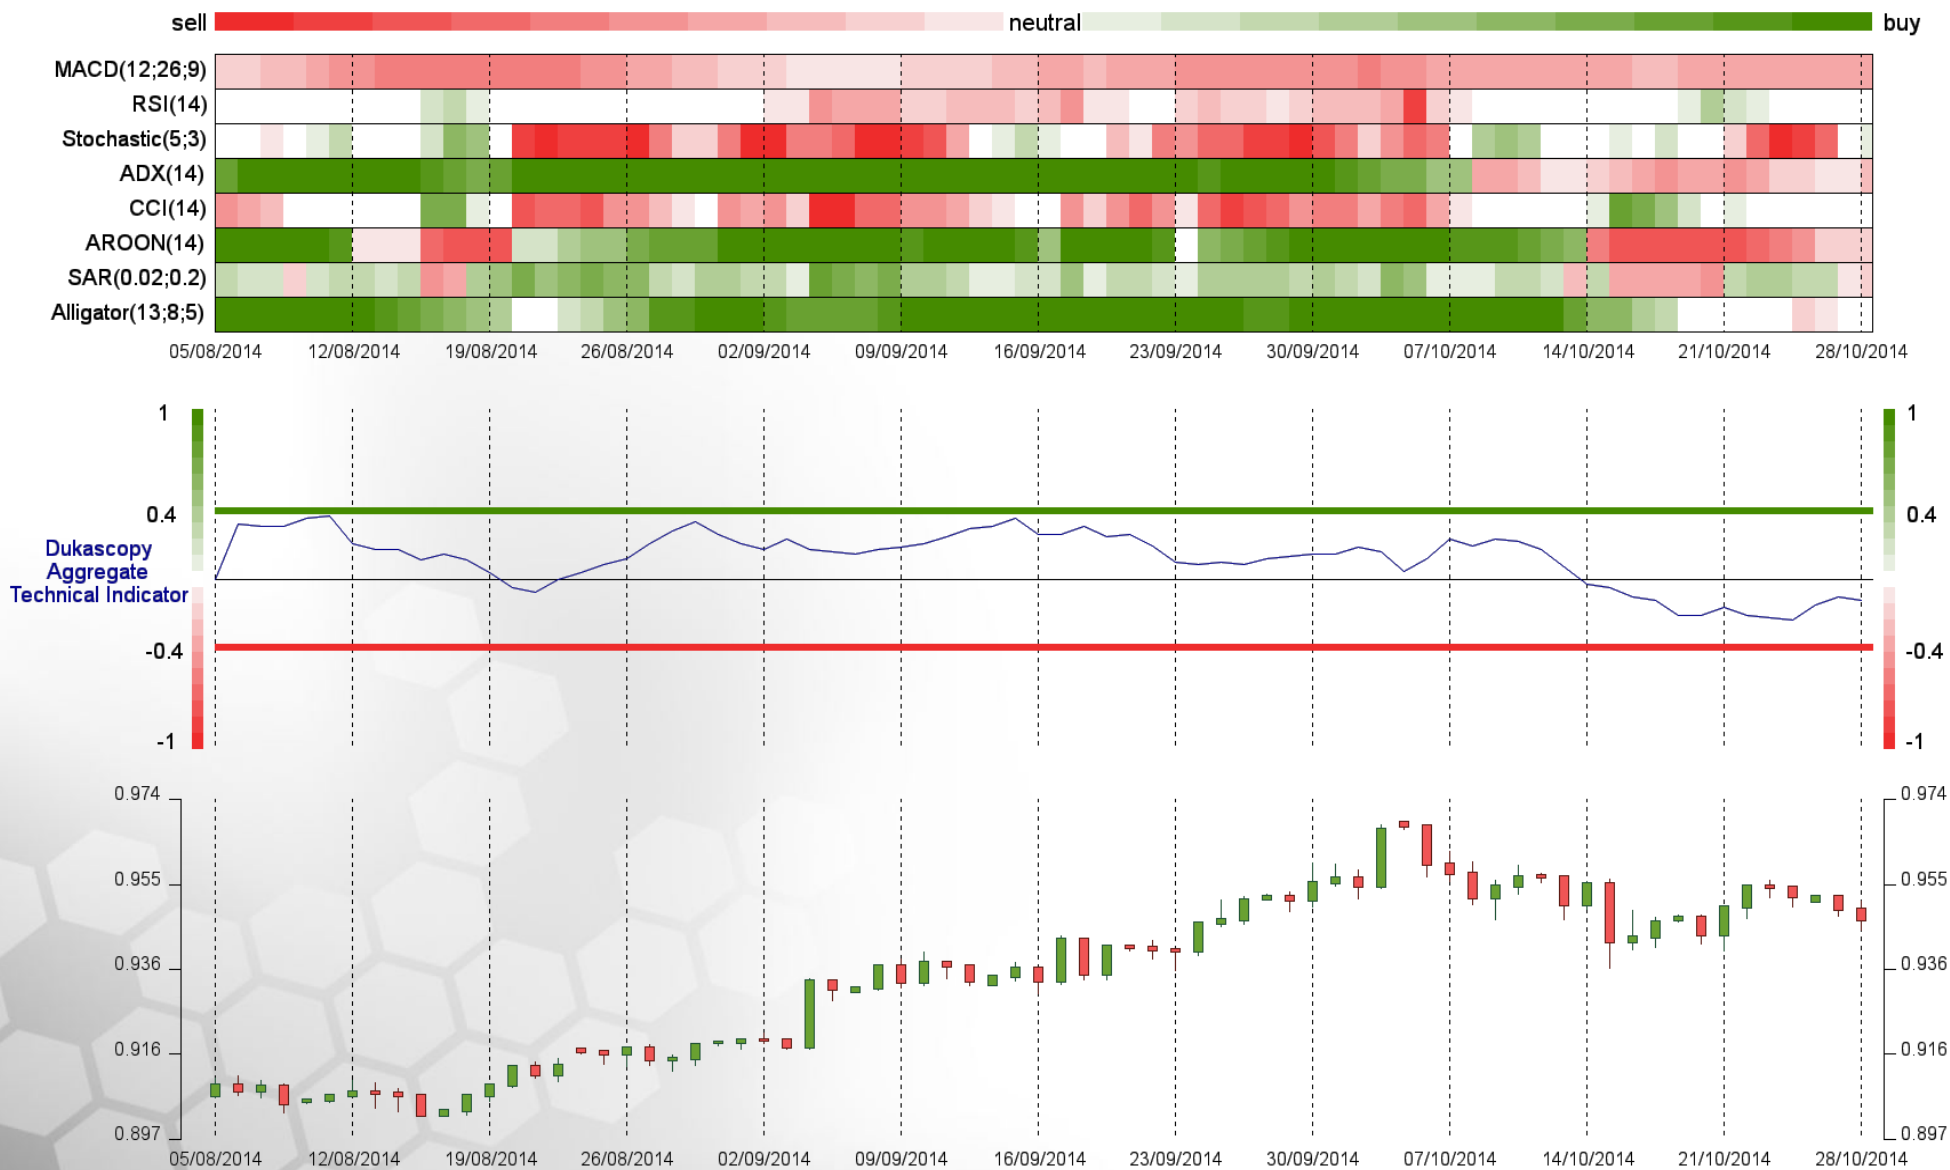 sell neutral buy
MACD(12;26;9)
RSI(14)
Stochastic(5;3)
ADX(14)
CCI(14)
AROON(14)
SAR(0.02;0.2)
Alligator(13;8;5)
05/08/2014 12/08/2014 19/08/2014 26/08/2014 02/09/2014 09/09/2014 16/09/2014 23/09/2014 30/09/2014 07/10/2014 14/10/2014 21/10/2014 28/10/2014
1 1
0.4 0.4
Dukascopy
Aggregate
Technical Indicator
-0.4 -0.4
-1 -1
0.974 0.974
0.955 0.955
0.936 0.936
0.916 0.916
0.897 0.897
05/08/2014 12/08/2014 19/08/2014 26/08/2014 02/09/2014 09/09/2014 16/09/2014 23/09/2014 30/09/2014 07/10/2014 14/10/2014 21/10/2014 28/10/2014